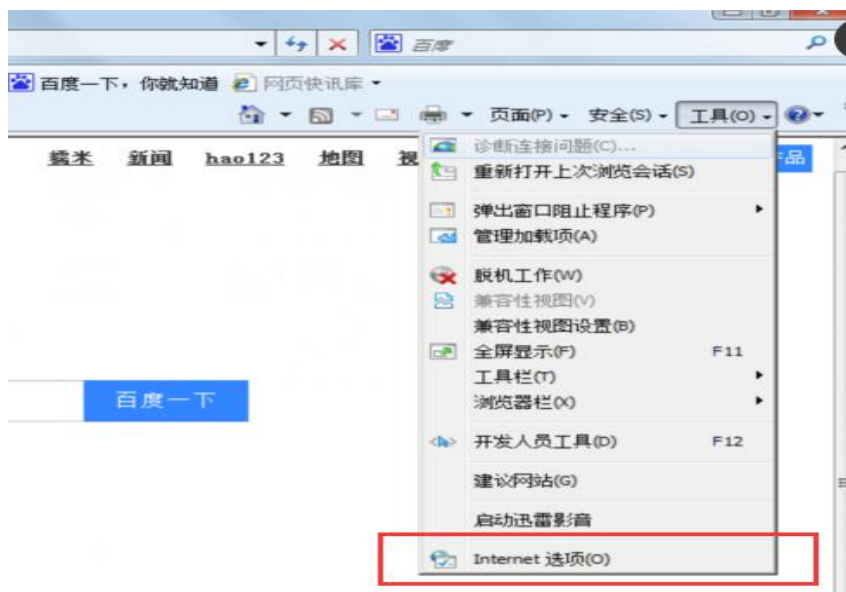 百度
百度一下，你就知道 网页快讯库
页面(P) 安全(S) 工具(O)
糯米 新闻 hao123 地图 视
诊断连接问题(C)...
品
重新打开上次浏览会话(S)
弹出窗口阻止程序(P)
管理加载项(A)
脱机工作(W)
兼容性视图(V)
兼容性视图设置(B)
全屏显示(F) F11
工具栏(T)
浏览器栏(X)
百度一下
开发人员工具(D) F12
建议网站(G)
启动迅雷影音
Internet 选项(O)